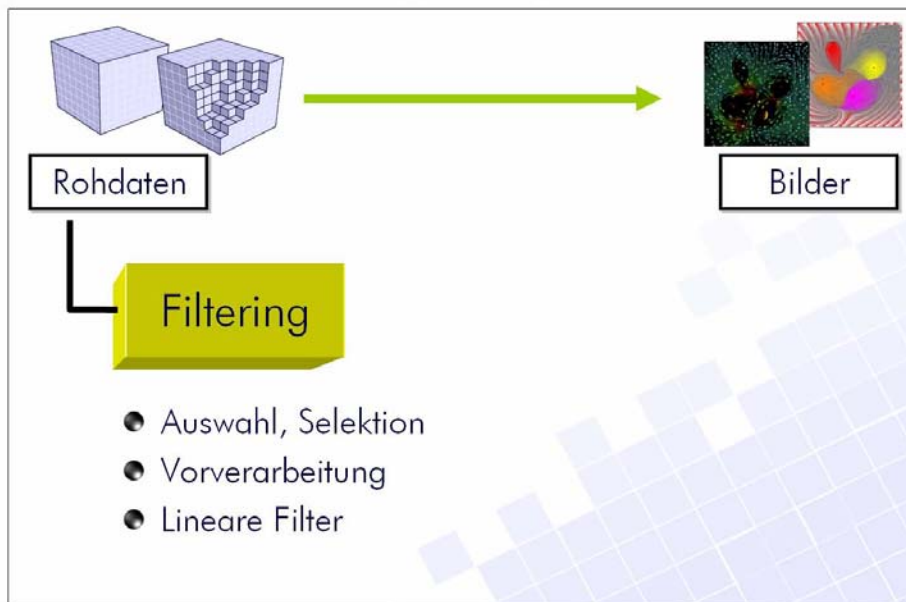 Rohdaten
Bilder
Filtering
Auswahl, Selektion
Vorverarbeitung
Lineare Filter